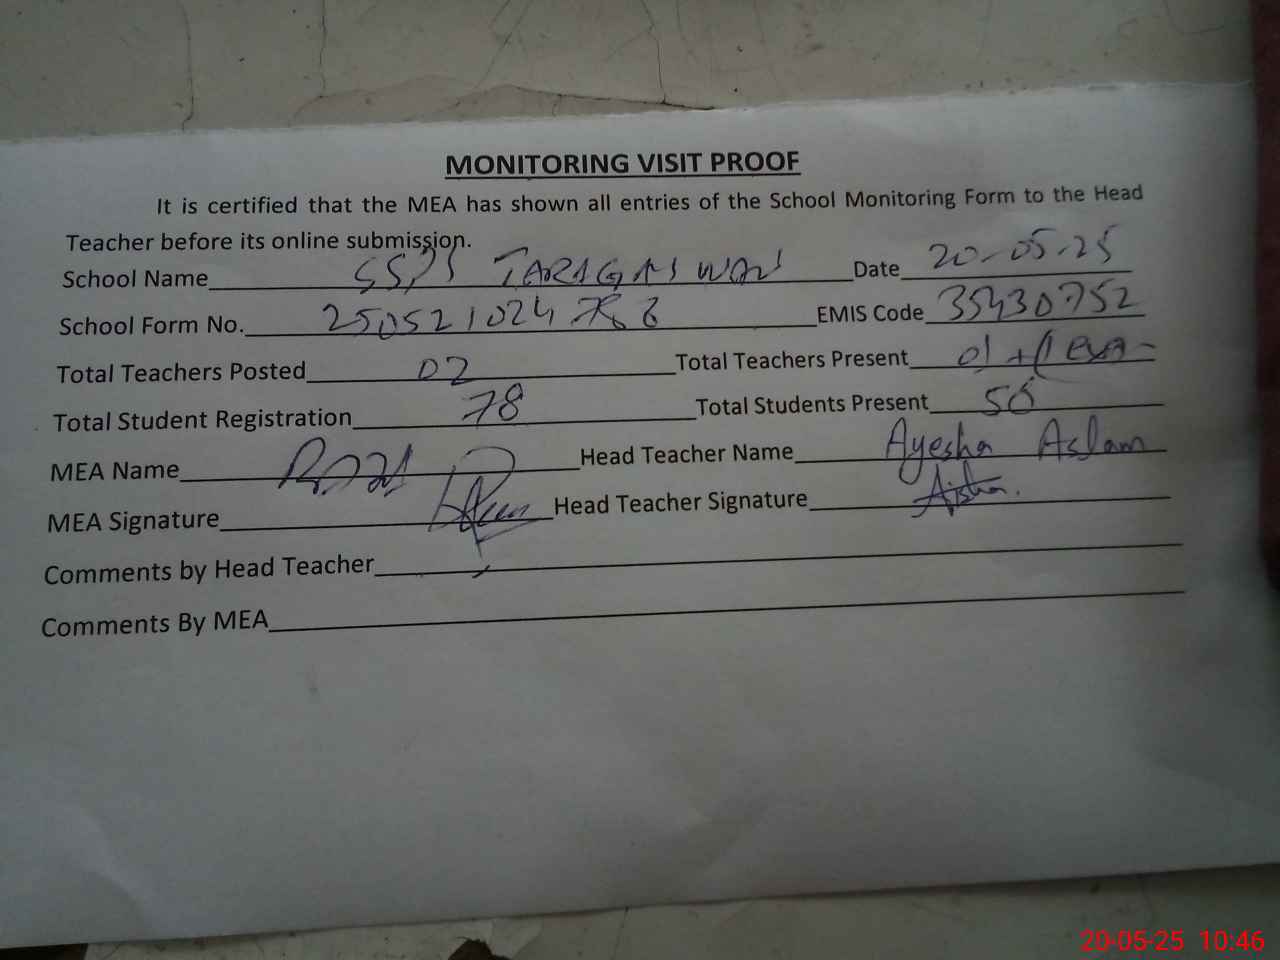 MONITORING VISIT PROOF
It is certified that the MEA has shown all entries of the School Monitoring Form to the Head
Teacher before its online submission.
School Name Date 20-05-25
School Form No. EMIS Code 35430752
Total Teachers Posted 02 Total Teachers Present 01 + 1
Total Student Registration 78 Total Students Present
MEA Name Head Teacher Name Ayesha Aslam
MEA Signature Head Teacher Signature Aisha.
Comments by Head Teacher
Comments By MEA
20-05-25 10:46